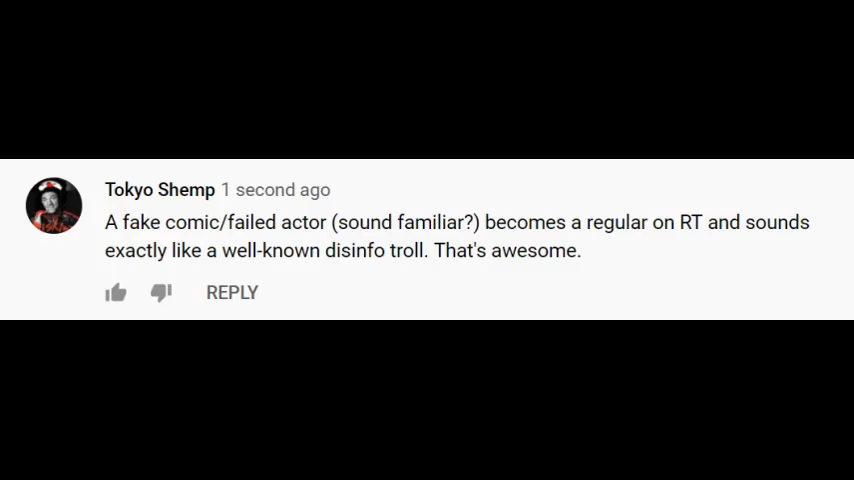 Tokyo Shemp 1 second ago
A fake comic/failed actor (sound familiar?) becomes a regular on RT and sounds
exactly like a well-known disinfo troll. That's awesome.
REPLY